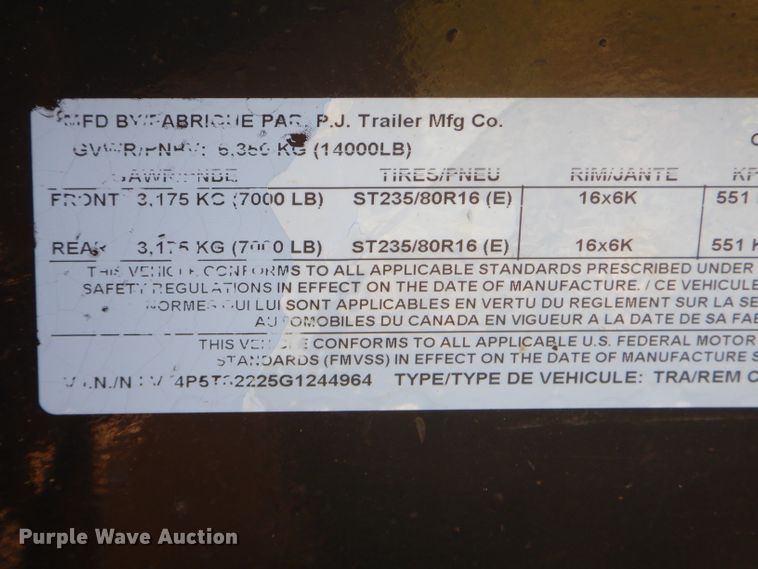 MFD BY/FABRIQUE PAR P.J. Trailer Mfg Co.
GVWR/PNBV: 6,350 KG (14000LB)
GAWR/PNBE TIRES/PNEU RIM/JANTE KP
FRONT 3,175 KG (7000 LB) ST235/80R16 (E) 16x6K 551
REAR 3,175 KG (7000 LB) ST235/80R16 (E) 16x6K 551 K
THIS VEHICLE CONFORMS TO ALL APPLICABLE STANDARDS PRESCRIBED UNDER
SAFETY REGULATIONS IN EFFECT ON THE DATE OF MANUFACTURE. / CE VEHICULE
NORMES QUI LUI SONT APPLICABLES EN VERTU DU REGLEMENT SUR LA SE
AUTOMOBILES DU CANADA EN VIGUEUR A LA DATE DE SA FAB
THIS VEHICLE CONFORMS TO ALL APPLICABLE U.S. FEDERAL MOTOR
STANDARDS (FMVSS) IN EFFECT ON THE DATE OF MANUFACTURE S
V.I.N./N.I.V. TYPE/TYPE DE VEHICULE: TRA/REM
Purple Wave Auction